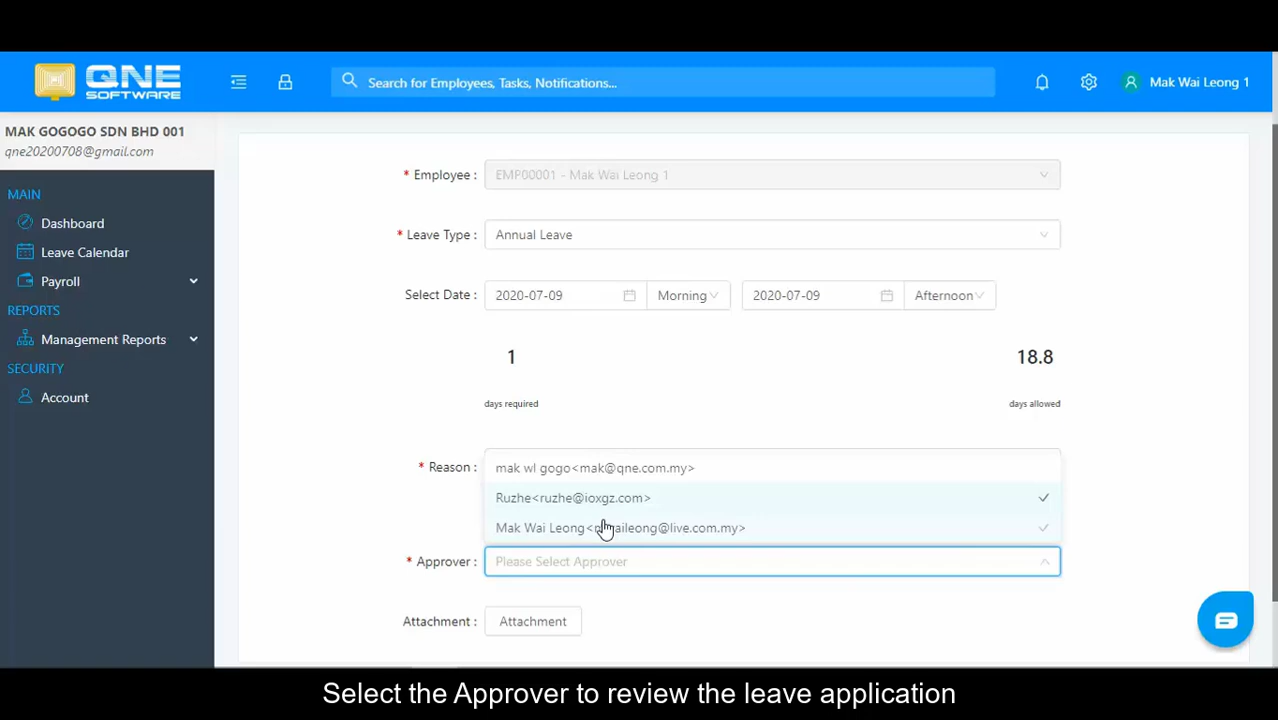 QNE
SOFTWARE
Search for Employees, Tasks, Notifications...
Mak Wai Leong 1
MAK GOGOGO SDN BHD 001
qne20200708@gmail.com
MAIN
Dashboard
Leave Calendar
Payroll
REPORTS
Management Reports
SECURITY
Account
* Employee : EMP00001 - Mak Wai Leong 1
* Leave Type : Annual Leave
Select Date : 2020-07-09 Morning 2020-07-09 Afternoon
1 18.8
days required days allowed
* Reason :
mak wl gogo<mak@qne.com.my>
Ruzhe<ruzhe@ioxgz.com>
Mak Wai Leong
* Approver : Please Select Approver
Attachment : Attachment
Select the Approver to review the leave application